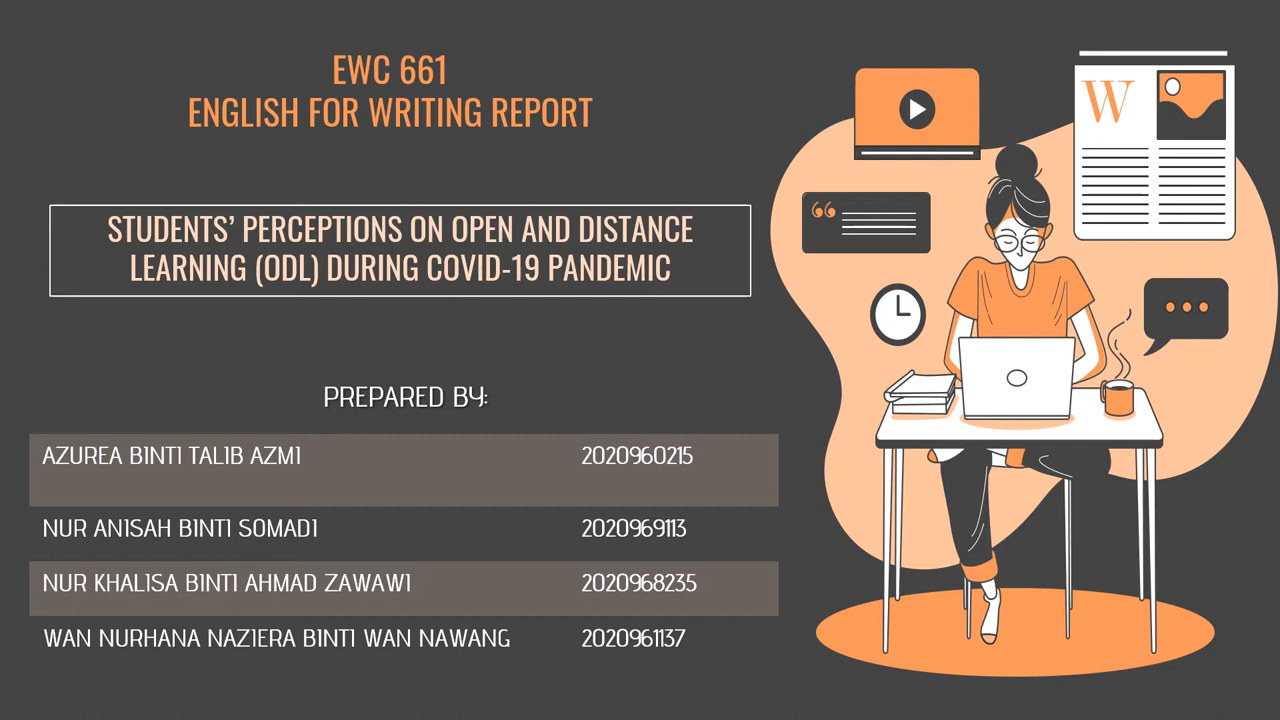 EWC 661
ENGLISH FOR WRITING REPORT
STUDENTS’ PERCEPTIONS ON OPEN AND DISTANCE
LEARNING (ODL) DURING COVID-19 PANDEMIC
PREPARED BY:
AZUREA BINTI TALIB AZMI 2020960215
NUR ANISAH BINTI SOMADI 2020969113
NUR KHALISA BINTI AHMAD ZAWAWI 2020968235
WAN NURHANA NAZIERA BINTI WAN NAWANG 2020961137
W